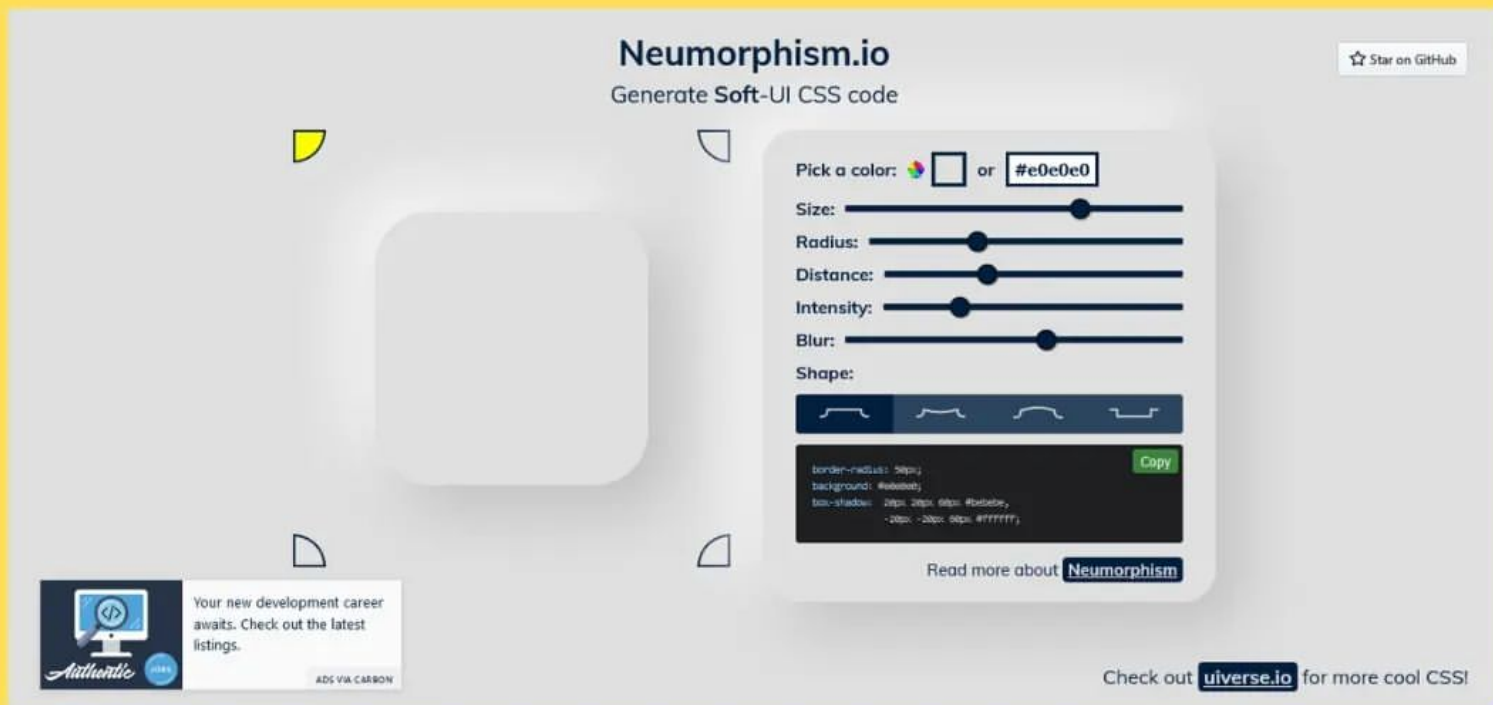 Neumorphism.io
Generate Soft-UI CSS code
Star on GitHub
Pick a color: or #e0e0e0
Size:
Radius:
Distance:
Intensity:
Blur:
Shape:
Copy
border-radius: 50px;
background: #e0e0e0;
box-shadow: 20px 20px 60px #bebebe,
-20px -20px 60px #ffffff;
Read more about Neumorphism
Your new development career
awaits. Check out the latest
listings.
Authentic
JOBS
ADS VIA CARBON
Check out uiverse.io for more cool CSS!